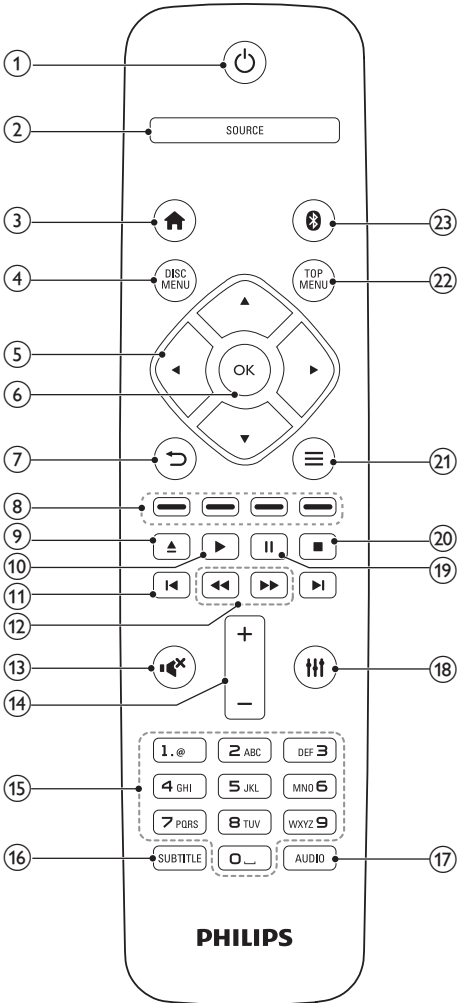 1
2
SOURCE
3
23
4
DISC
MENU
TOP
MENU
22
5
6
OK
7
21
8
9
20
10
19
11
12
+
13
18
14
−
15
1.@
2 ABC
DEF 3
4 GHI
5 JKL
MNO 6
7 PQRS
8 TUV
WXYZ 9
16
SUBTITLE
0
AUDIO
17
PHILIPS